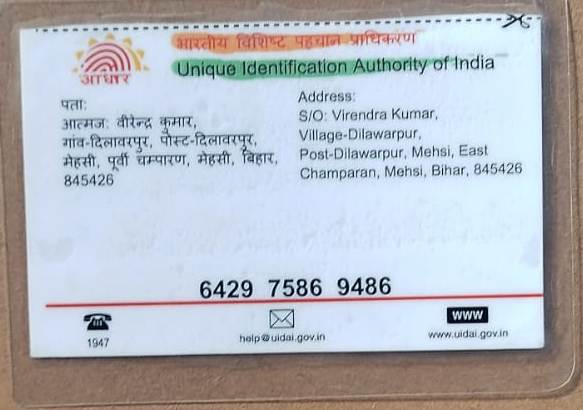 भारतीय विशिष्ट पहचान प्राधिकरण
Unique Identification Authority of India
आधार
पता:
आत्मज: वीरेन्द्र कुमार,
गांव-दिलावरपुर, पोस्ट-दिलावरपुर,
मेहसी, पूर्वी चम्पारण, मेहसी, बिहार,
845426
Address:
S/O: Virendra Kumar,
Village-Dilawarpur,
Post-Dilawarpur, Mehsi, East
Champaran, Mehsi, Bihar, 845426
6429 7586 9486
1947
help@uidai.gov.in
www
www.uidai.gov.in